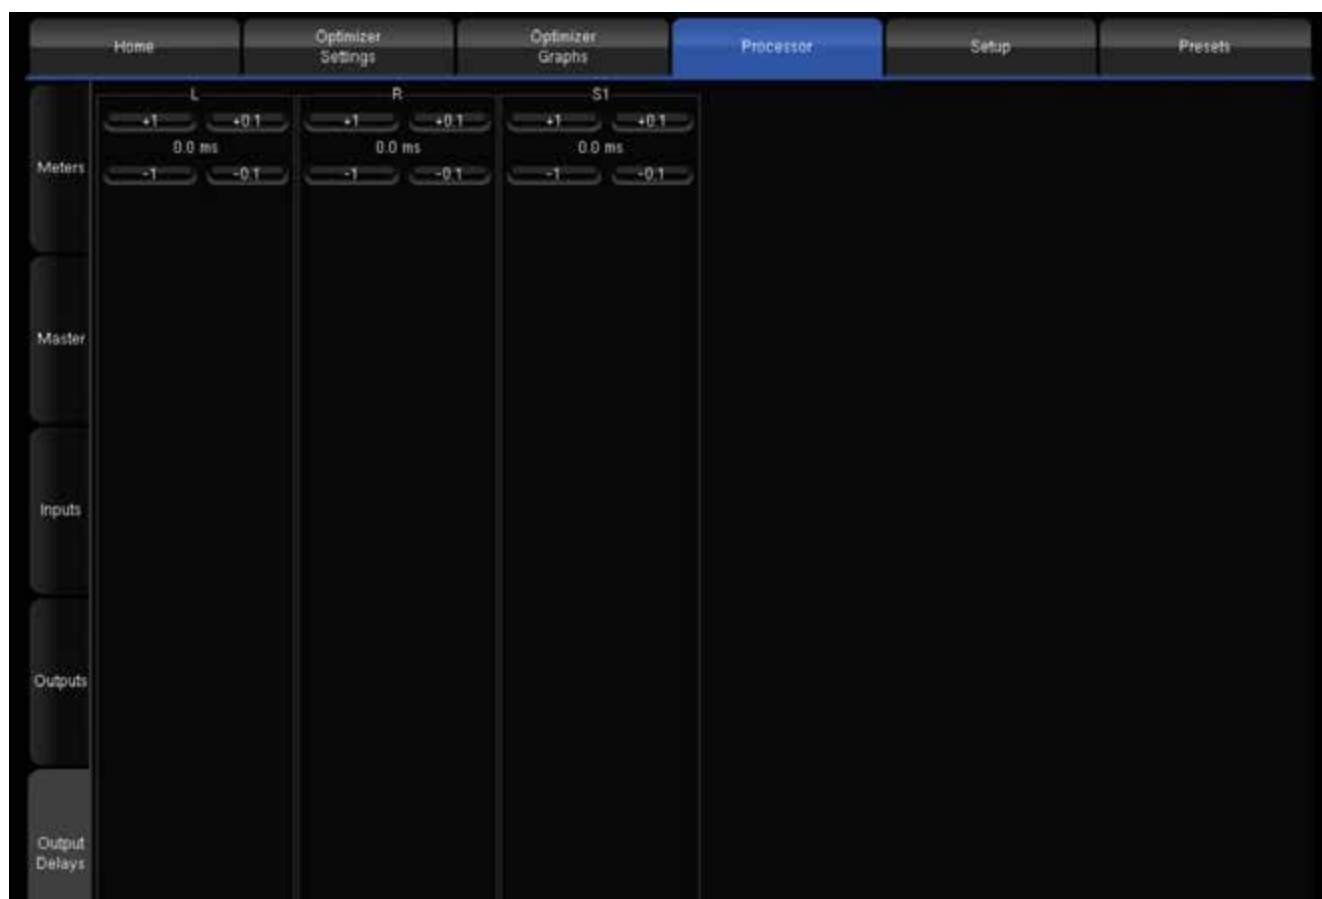 Home
Optimizer
Settings
Optimizer
Graphs
Processor
Setup
Presets
L
R
S1
+1 +0.1 +1 +0.1 +1 +0.1
0.0 ms 0.0 ms 0.0 ms
-1 -0.1 -1 -0.1 -1 -0.1
Meters
Master
Inputs
Outputs
Output
Delays